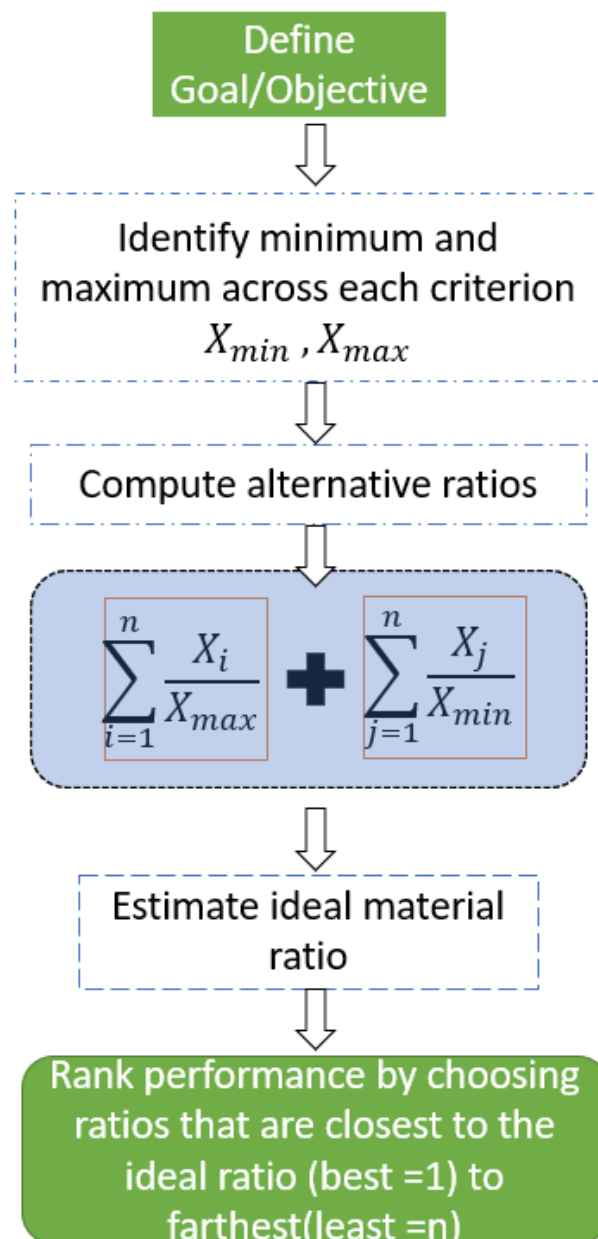 Define
Goal/Objective
Identify minimum and
maximum across each criterion
X_min , X_max
Compute alternative ratios
∑_{i=1}^{n} X_i/X_max + ∑_{j=1}^{n} X_j/X_min
Estimate ideal material
ratio
Rank performance by choosing
ratios that are closest to the
ideal ratio (best =1) to
farthest(least =n)